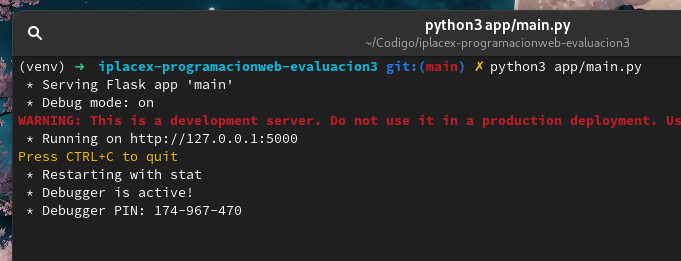 python3 app/main.py
~/Codigo/iplacex-programacionweb-evaluacion3
(venv) ➜ iplacex-programacionweb-evaluacion3 git:(main) ✗ python3 app/main.py
* Serving Flask app 'main'
* Debug mode: on
WARNING: This is a development server. Do not use it in a production deployment. Us
* Running on http://127.0.0.1:5000
Press CTRL+C to quit
* Restarting with stat
* Debugger is active!
* Debugger PIN: 174-967-470